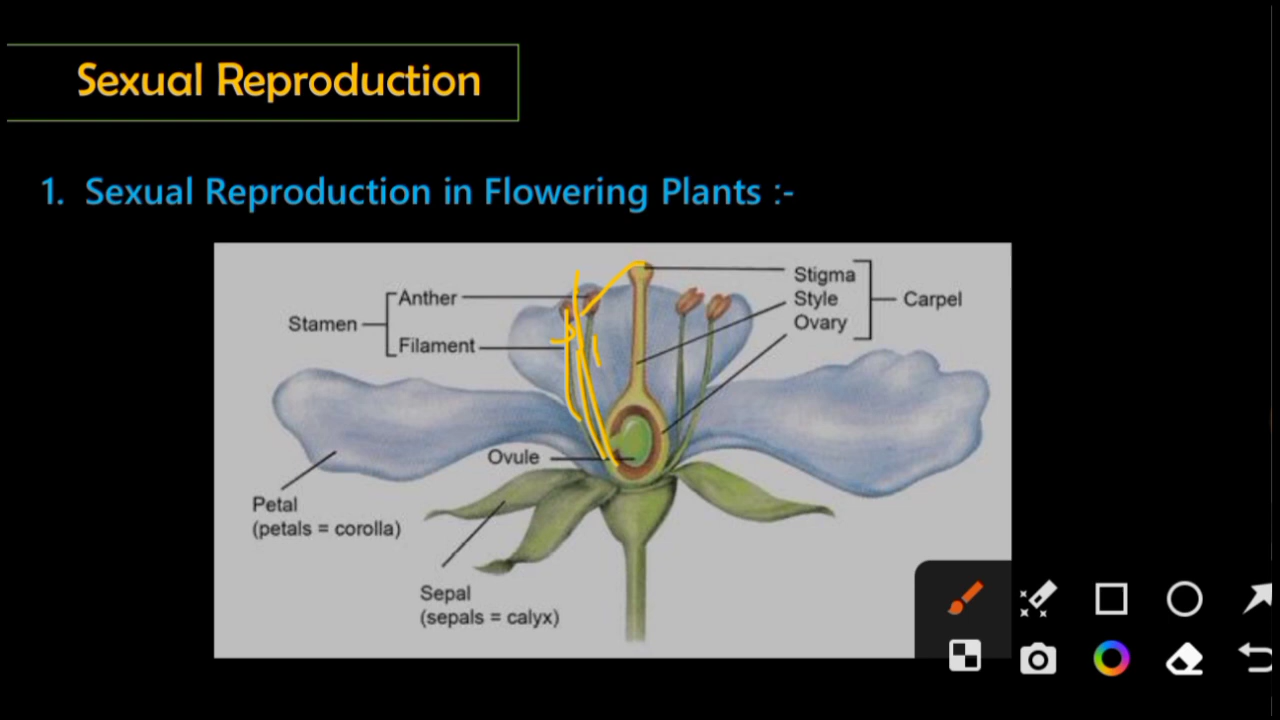 Sexual Reproduction
1. Sexual Reproduction in Flowering Plants :-
Stigma
Anther
Style
Carpel
Stamen
Ovary
Filament
Ovule
Petal
(petals = corolla)
Sepal
(sepals = calyx)